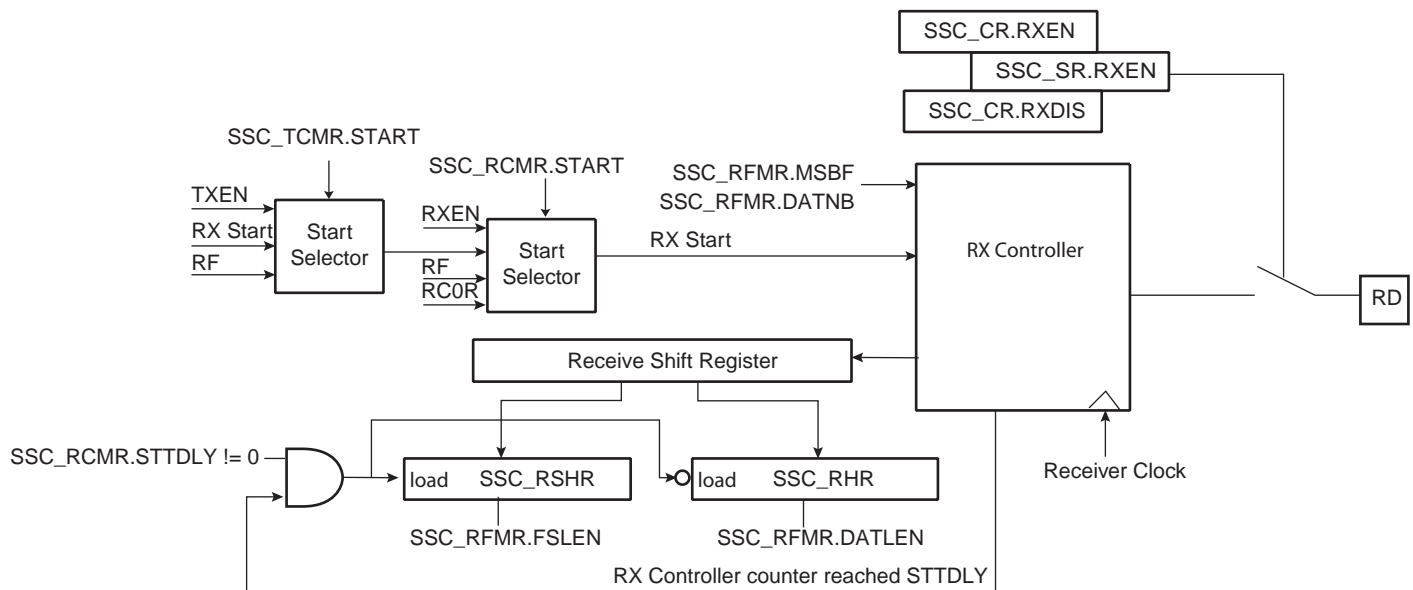 SSC_CR.RXEN
SSC_SR.RXEN
SSC_CR.RXDIS
SSC_TCMR.START
SSC_RCMR.START
SSC_RFMR.MSBF
SSC_RFMR.DATNB
TXEN
RX Start
RF
Start
Selector
RXEN
RF
RC0R
Start
Selector
RX Start
RX Controller
RD
Receive Shift Register
SSC_RCMR.STTDLY != 0
load
SSC_RSHR
load
SSC_RHR
Receiver Clock
SSC_RFMR.FSLEN
SSC_RFMR.DATLEN
RX Controller counter reached STTDLY